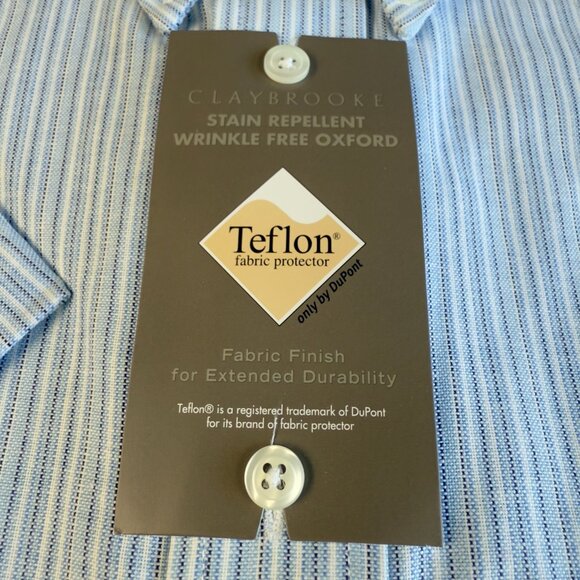 CLAYBROOKE
STAIN REPELLENT
WRINKLE FREE OXFORD
Teflon®
fabric protector
only by DuPont
Fabric Finish
for Extended Durability
Teflon® is a registered trademark of DuPont
for its brand of fabric protector